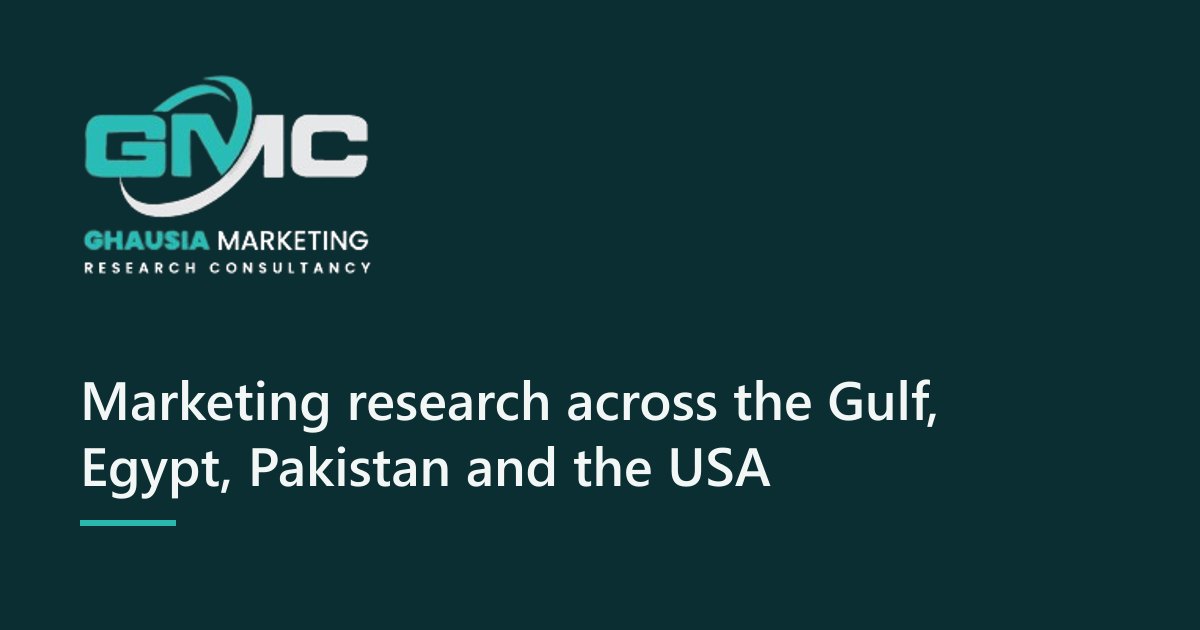 GMC
GHAUSIA MARKETING
RESEARCH CONSULTANCY
Marketing research across the Gulf,
Egypt, Pakistan and the USA